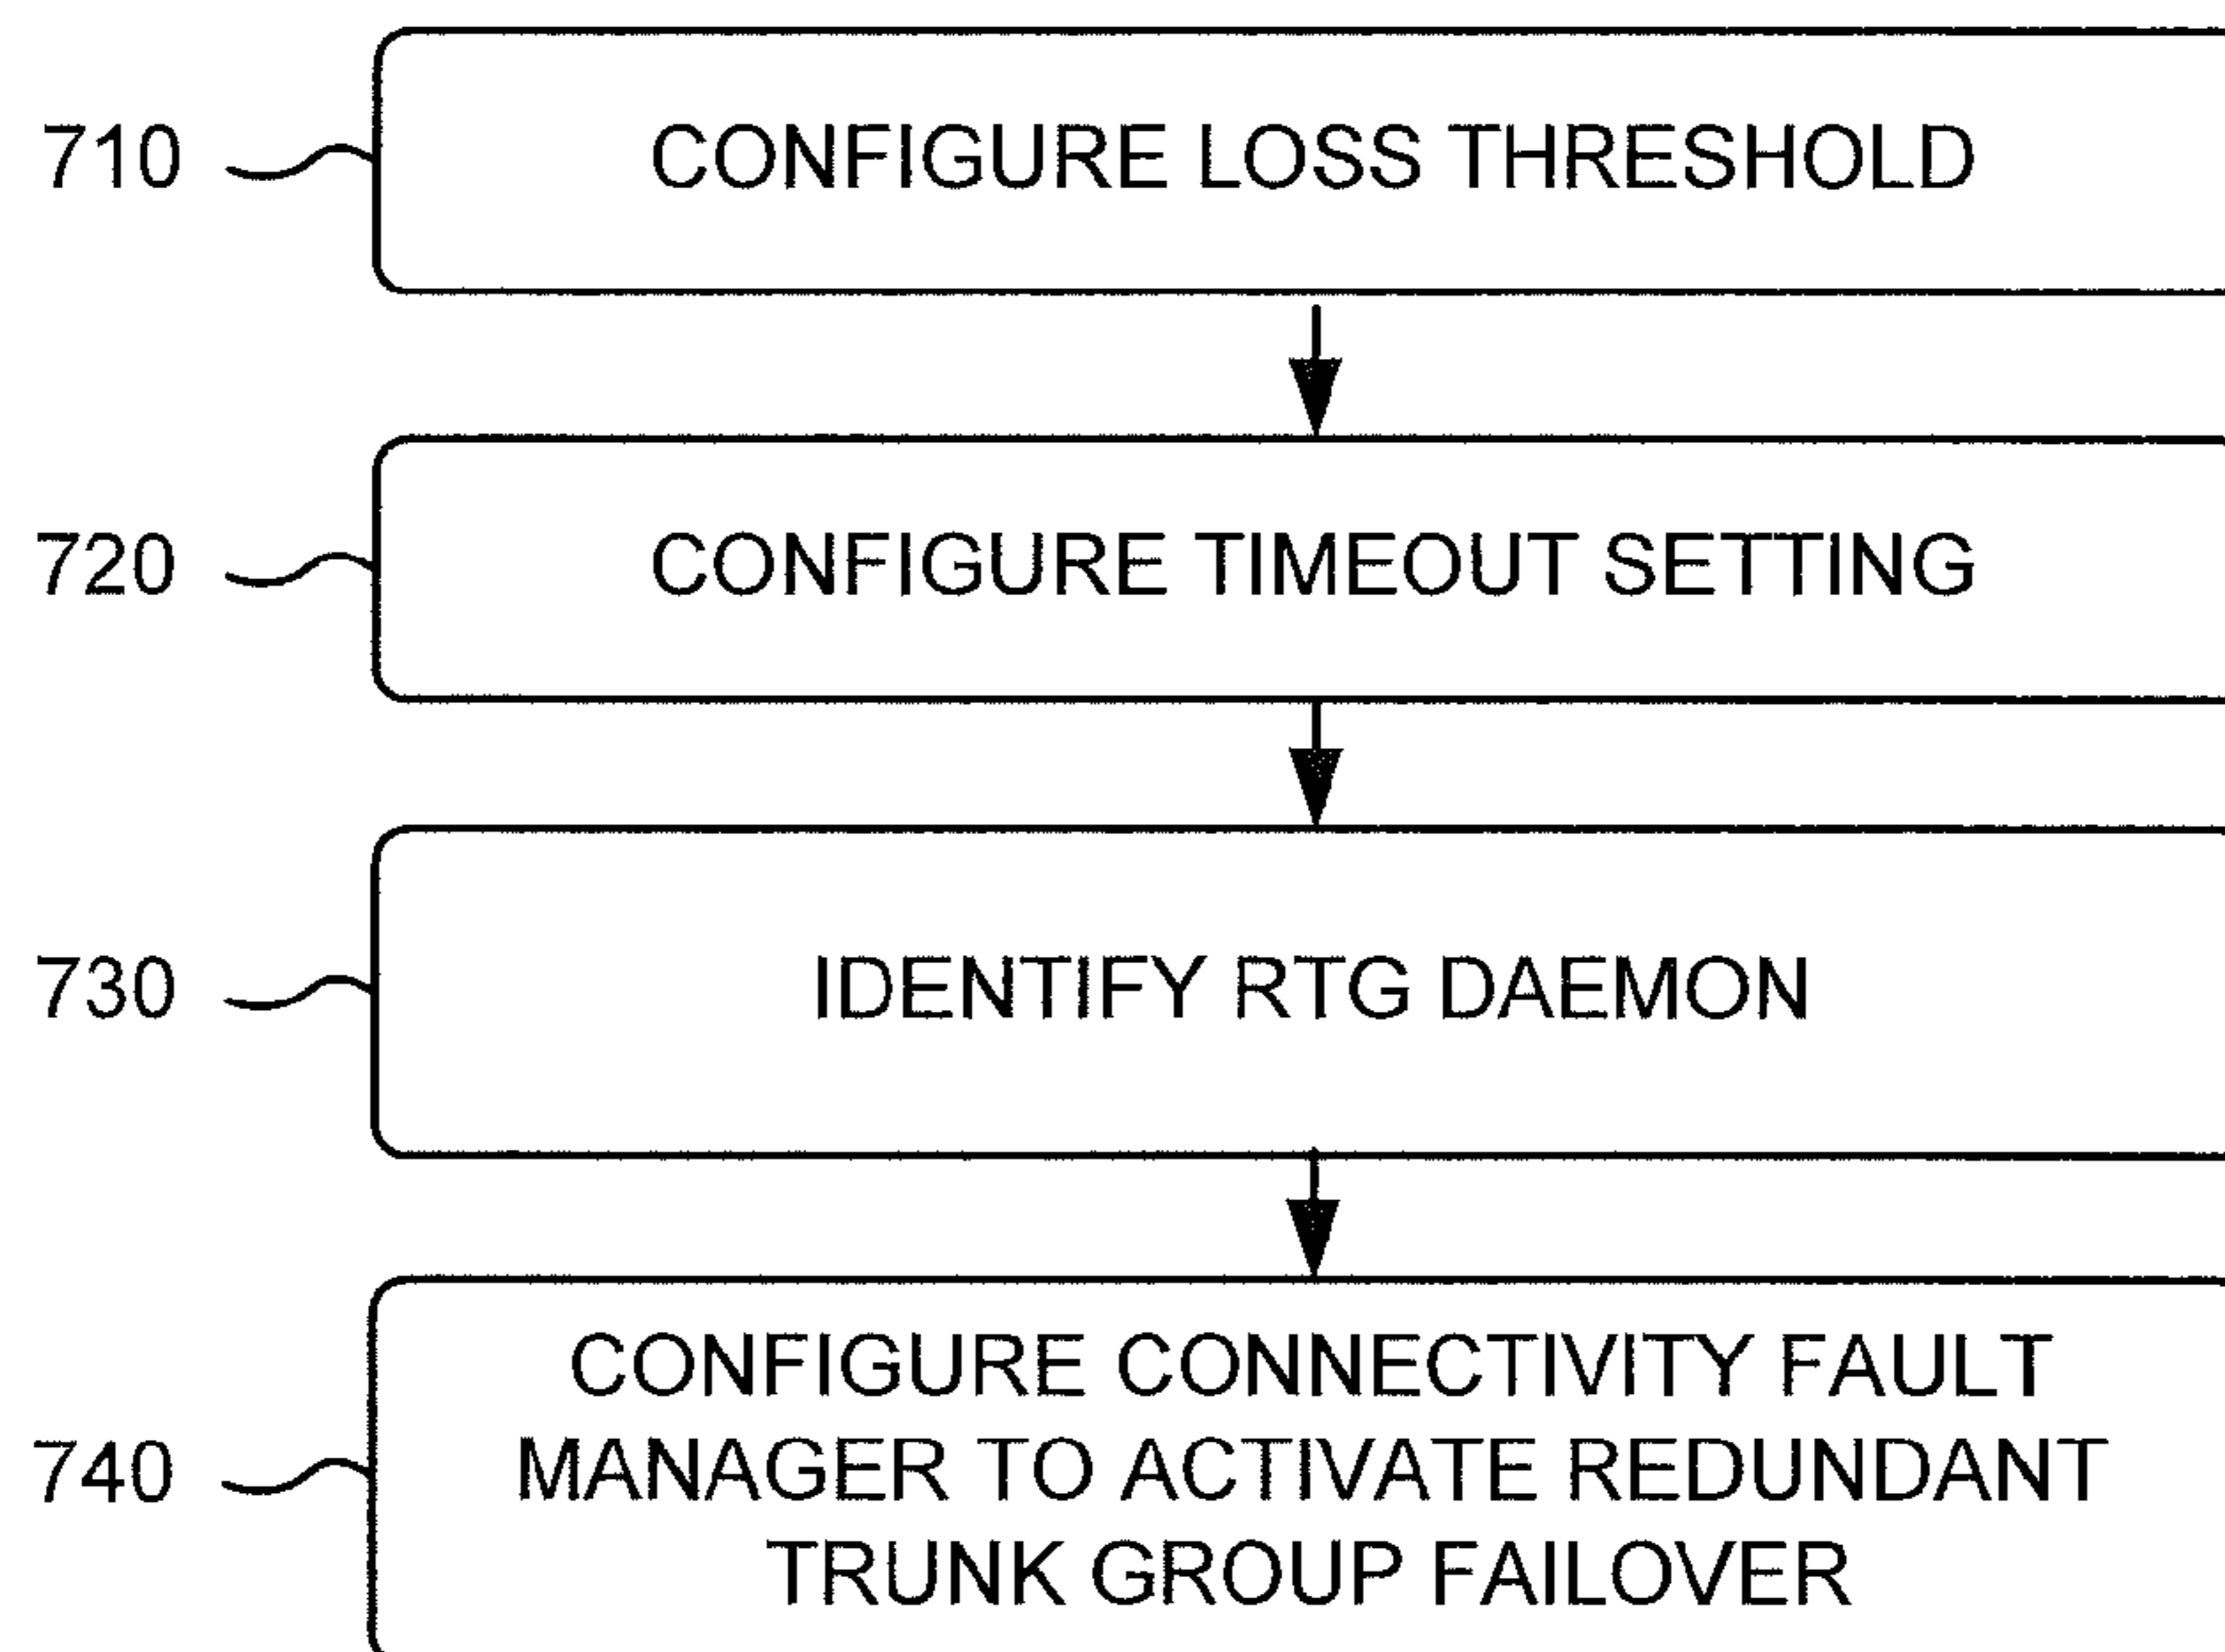 710
CONFIGURE LOSS THRESHOLD
720
CONFIGURE TIMEOUT SETTING
730
IDENTIFY RTG DAEMON
740
CONFIGURE CONNECTIVITY FAULT
MANAGER TO ACTIVATE REDUNDANT
TRUNK GROUP FAILOVER